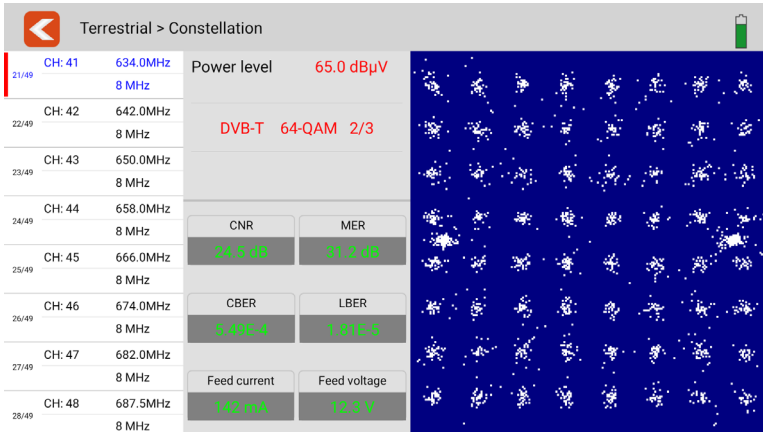 Terrestrial > Constellation
21/49 CH: 41 634.0MHz
8 MHz
22/49 CH: 42 642.0MHz
8 MHz
23/49 CH: 43 650.0MHz
8 MHz
24/49 CH: 44 658.0MHz
8 MHz
25/49 CH: 45 666.0MHz
8 MHz
26/49 CH: 46 674.0MHz
8 MHz
27/49 CH: 47 682.0MHz
8 MHz
28/49 CH: 48 687.5MHz
8 MHz
Power level 65.0 dBµV
DVB-T 64-QAM 2/3
CNR MER
24.5 dB 31.2 dB
CBER LBER
5.49E-4 1.81E-5
Feed current Feed voltage
142 mA 12.3 V